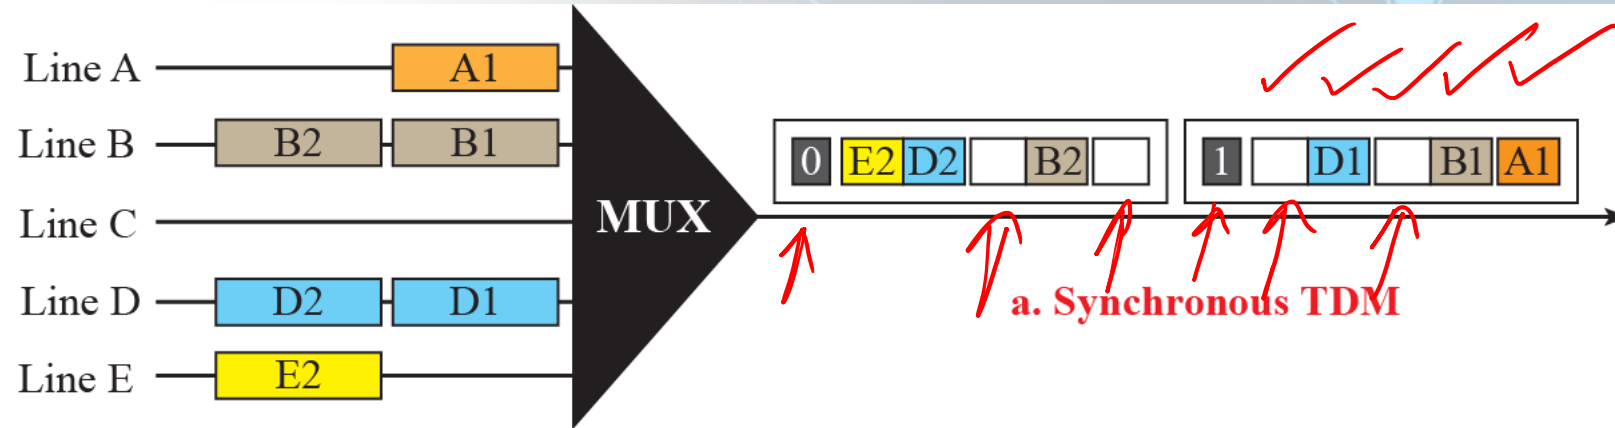 Line A
A1
Line B
B2 B1
Line C
MUX
Line D
D2 D1
Line E
E2
0 E2 D2 B2
1 D1 B1 A1
a. Synchronous TDM